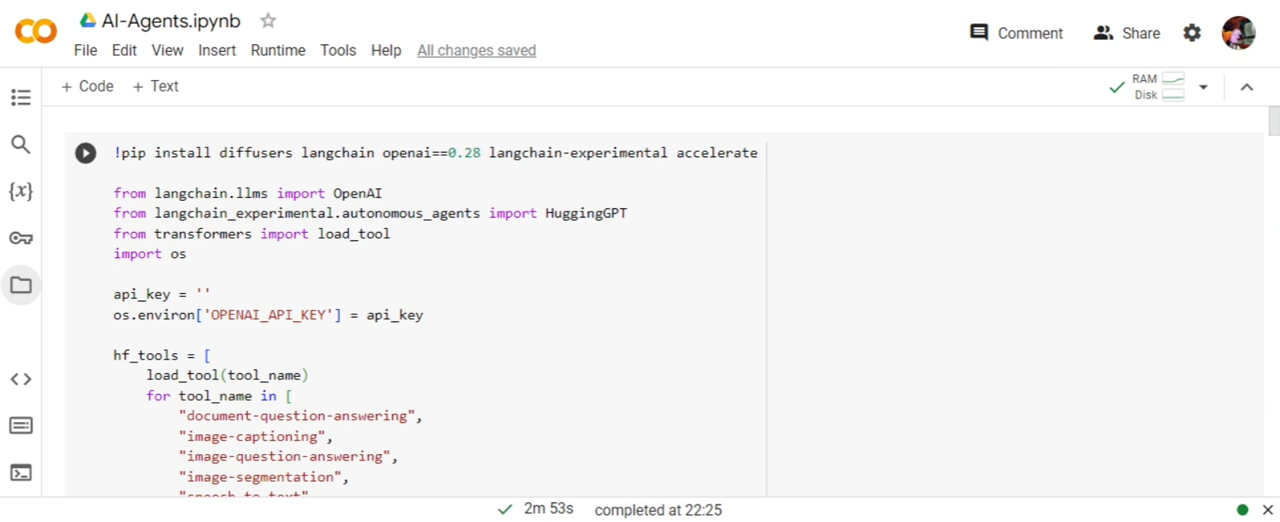 AI-Agents.ipynb
Comment
Share
File Edit View Insert Runtime Tools Help All changes saved
+ Code + Text
RAM
Disk
!pip install diffusers langchain openai==0.28 langchain-experimental accelerate
from langchain.llms import OpenAI
from langchain_experimental.autonomous_agents import HuggingGPT
{x}
from transformers import load_tool
import os
api_key = ''
os.environ['OPENAI_API_KEY'] = api_key
hf_tools = [
load_tool(tool_name)
for tool_name in [
"document-question-answering",
"image-captioning",
"image-question-answering",
"image-segmentation",
"speech-to-text"
2m 53s completed at 22:25